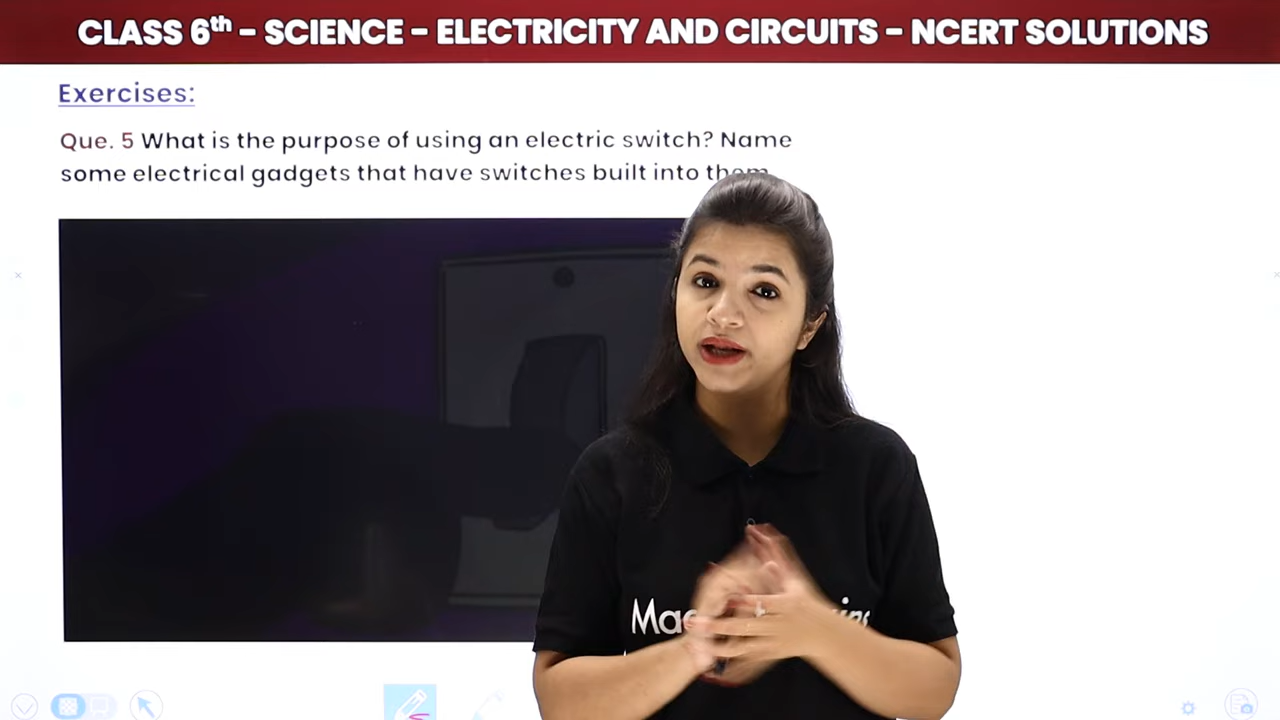 CLASS 6th – SCIENCE – ELECTRICITY AND CIRCUITS – NCERT SOLUTIONS
Exercises:
Que. 5 What is the purpose of using an electric switch? Name
some electrical gadgets that have switches built into them